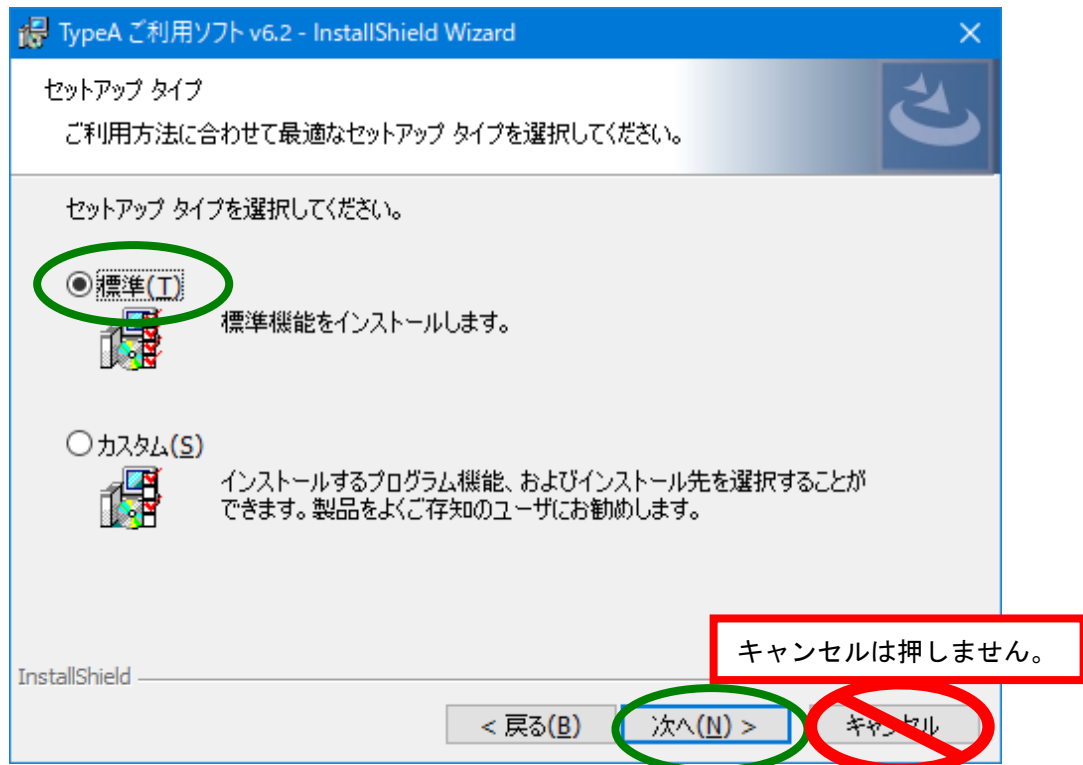 TypeA ご利用ソフト v6.2 - InstallShield Wizard
セットアップ タイプ
ご利用方法に合わせて最適なセットアップ タイプを選択してください。
セットアップ タイプを選択してください。
標準(T)
標準機能をインストールします。
カスタム(S)
インストールするプログラム機能、およびインストール先を選択することが
できます。製品をよくご存知のユーザにお勧めします。
キャンセルは押しません。
InstallShield
< 戻る(B) 次へ(N) > キャンセル